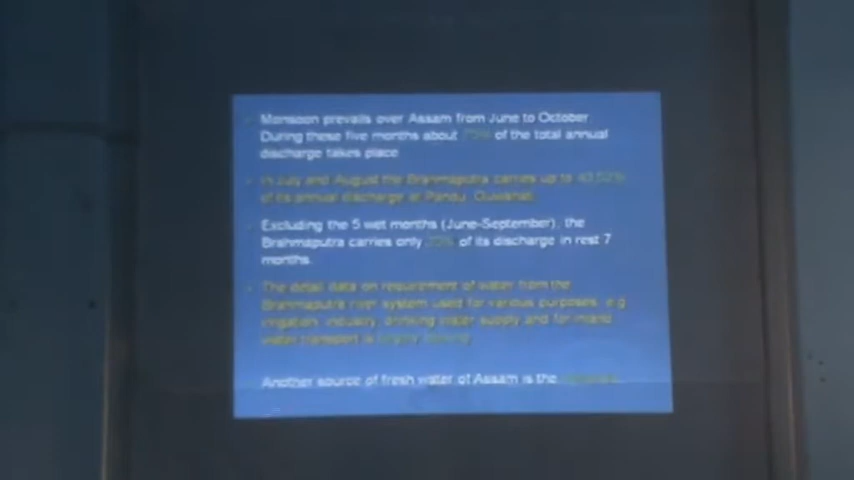 Monsoon prevails over Assam from June to October.
During these five months about of the total annual
discharge takes place
In July and August the Brahmaputra carries up to
of its annual discharge at Pandu, Guwahati
Excluding the 5 wet months (June-September), the
Brahmaputra carries only of its discharge in rest 7
months.
The detail data on requirement of water from the
Brahmaputra river system used for various purposes, e.g
irrigation, industry, drinking water supply and for inland
water transport is
Another source of fresh water of Assam is the